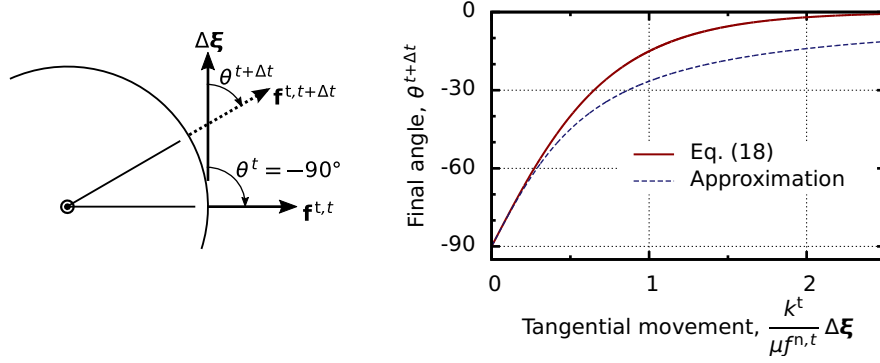 Δξ
θ^{t+Δt}
f^{t,t+Δt}
θ^t = −90°
f^{t,t}
Final angle, θ^{t+Δt}
0
-30
-60
-90
Eq. (18)
Approximation
0 1 2
Tangential movement, \frac{k^t}{μf^{n,t}} Δξ